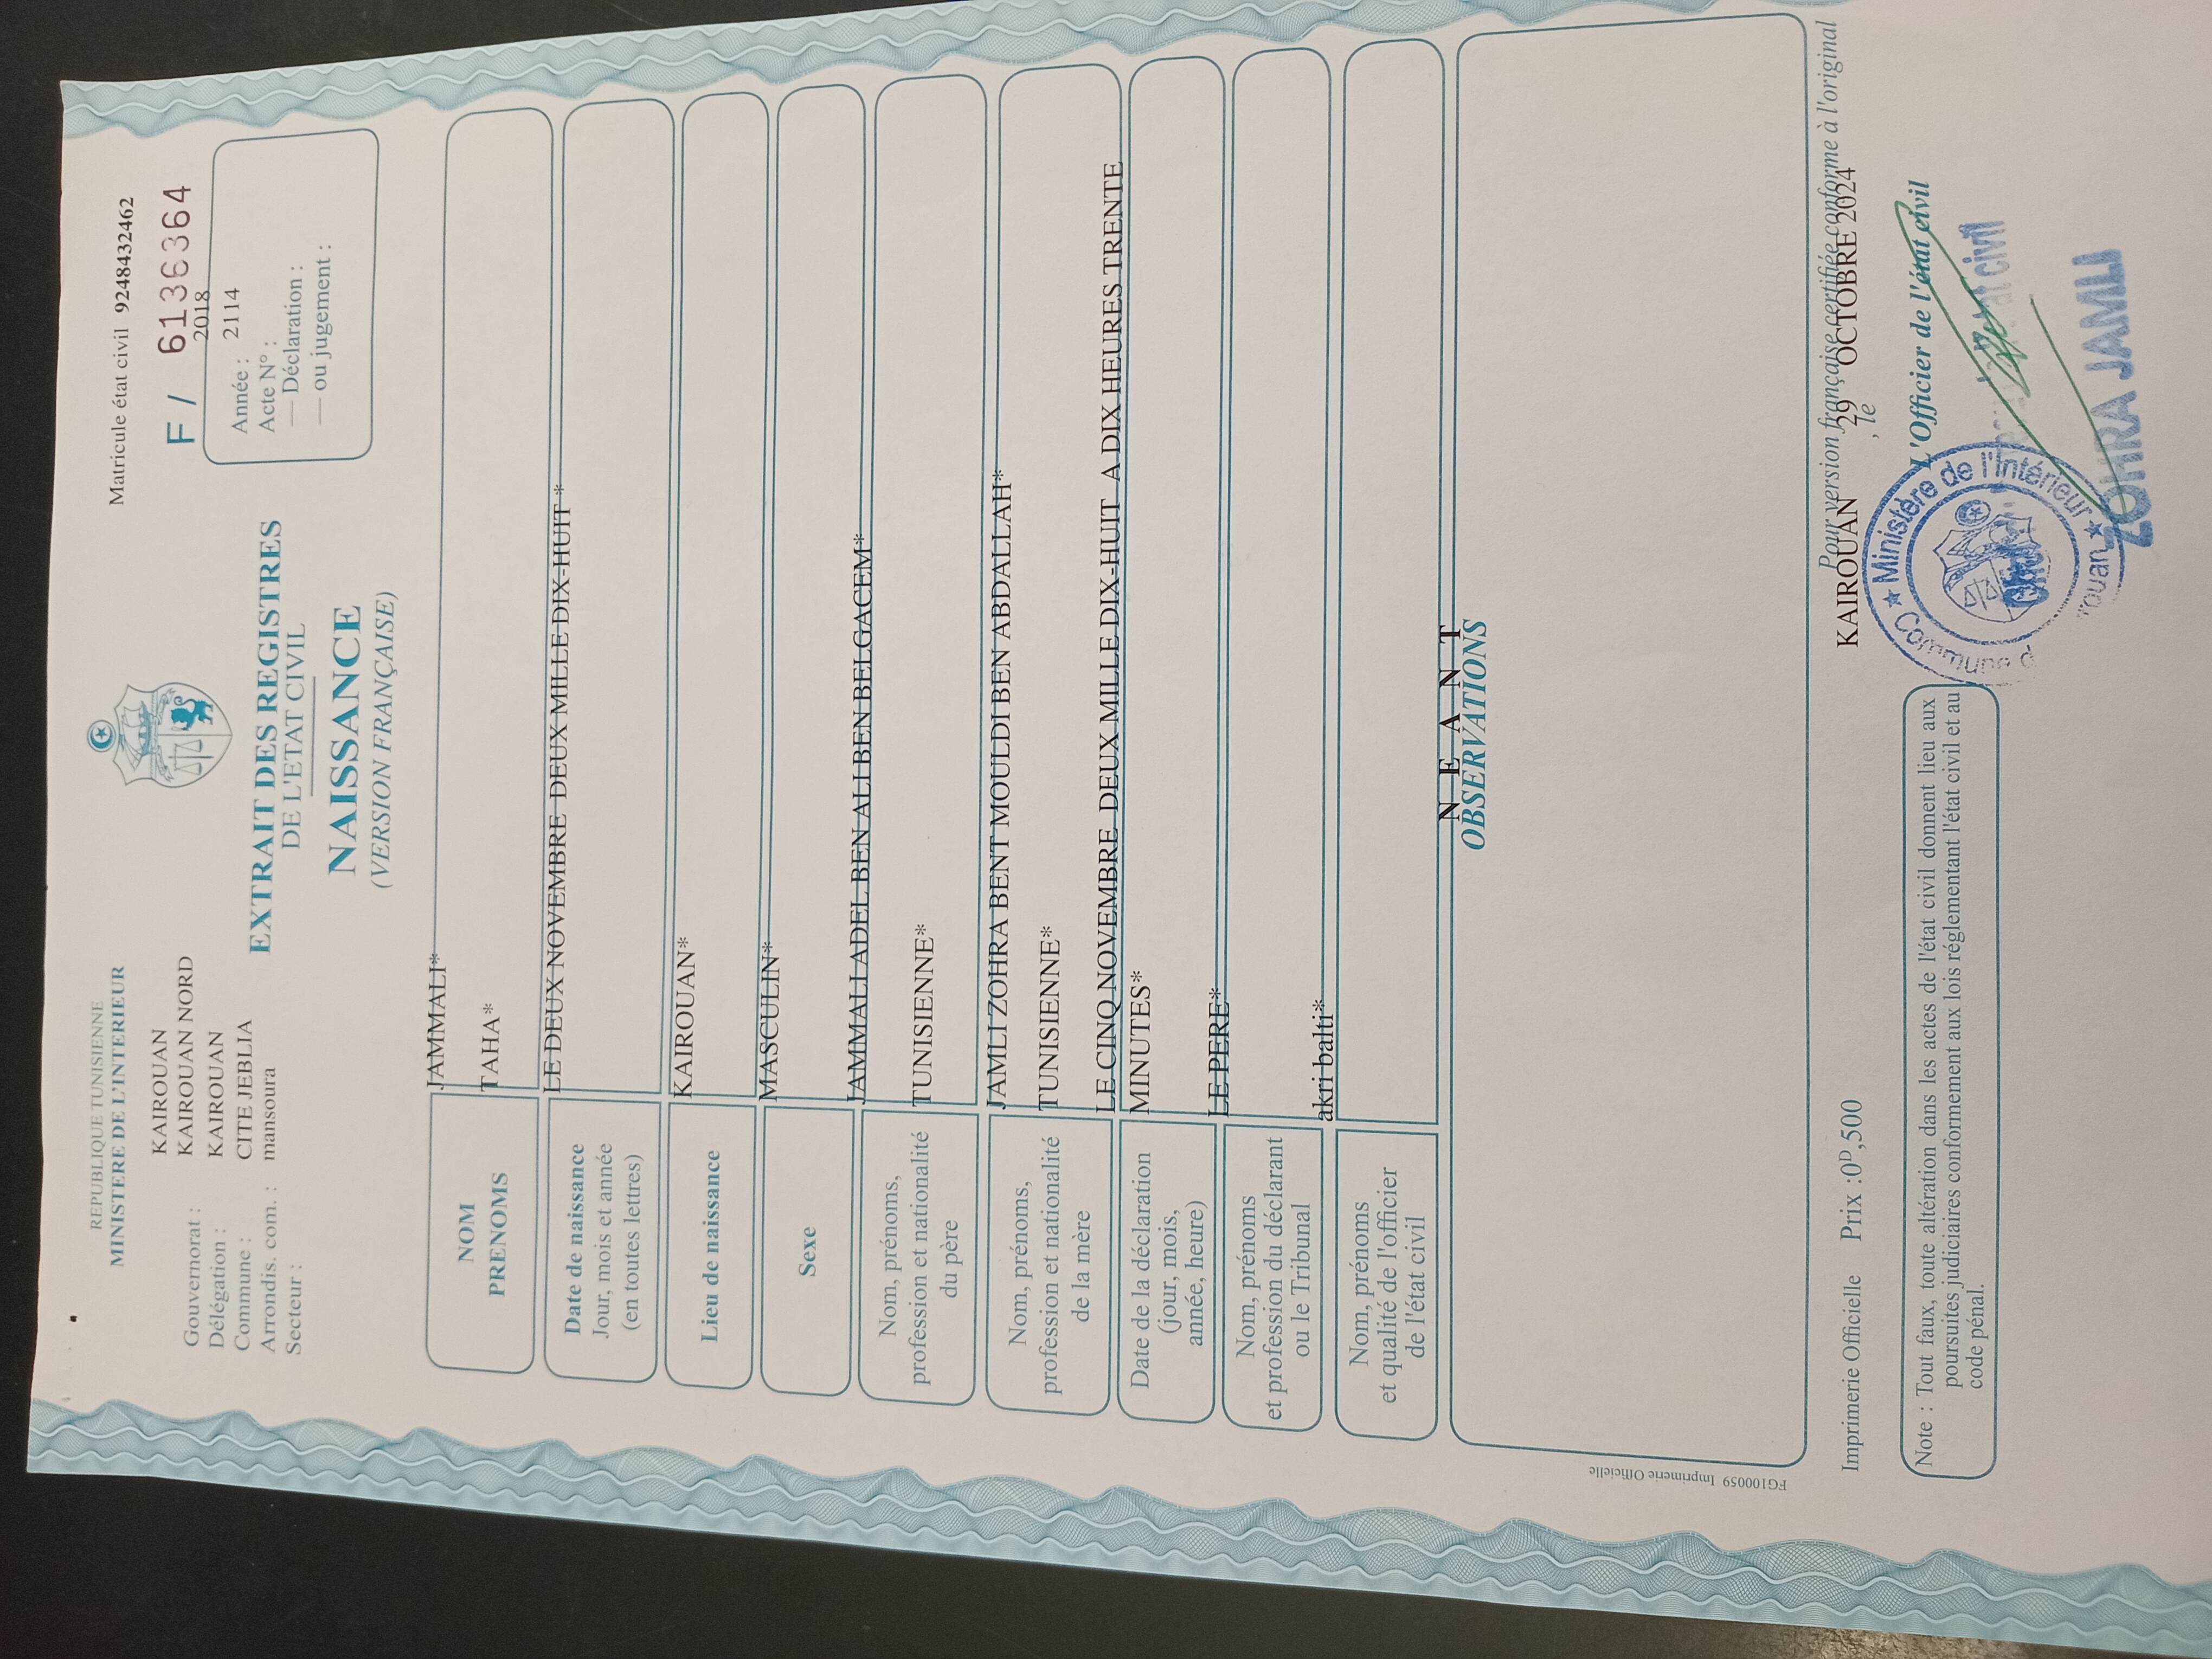 REPUBLIQUE TUNISIENNE
MINISTERE DE L'INTERIEUR
Matricule état civil 9248432462
F / 6136364
Gouvernorat : KAIROUAN
Délégation : KAIROUAN NORD
Commune : KAIROUAN
Arrondis. com. : CITE JEBLIA
Secteur : mansoura
2018
Année : 2114
Acte N° :
— Déclaration :
— ou jugement :
EXTRAIT DES REGISTRES
DE L'ETAT CIVIL
NAISSANCE
(VERSION FRANÇAISE)
NOM JAMMALI*
PRENOMS TAHA*
Date de naissance
Jour, mois et année
(en toutes lettres)
LE DEUX NOVEMBRE DEUX MILLE DIX-HUIT *
Lieu de naissance KAIROUAN*
Sexe MASCULIN*
Nom, prénoms,
profession et nationalité
du père
JAMMALI ADEL BEN ALI BEN BELGACEM*
TUNISIENNE*
Nom, prénoms,
profession et nationalité
de la mère
JAMLI ZOHRA BENT MOULDI BEN ABDALLAH*
TUNISIENNE*
Date de la déclaration
(jour, mois,
année, heure)
LE CINQ NOVEMBRE DEUX MILLE DIX-HUIT A DIX HEURES TRENTE
MINUTES*
Nom, prénoms
et profession du déclarant
ou le Tribunal
LE PERE*
Nom, prénoms
et qualité de l'officier
de l'état civil
akri balti*
N E A N T
OBSERVATIONS
FG100059 Imprimerie Officielle
Pour version française certifiée conforme à l'original
KAIROUAN , le 29 OCTOBRE 2024
Imprimerie Officielle Prix :0D,500
L'Officier de l'état civil
état civil
ZOHRA JAMLI
★ Ministère de l'Intérieur ★
Commune d rouan
Note : Tout faux, toute altération dans les actes de l'état civil donnent lieu aux
poursuites judiciaires conformement aux lois réglementant l'état civil et au
code pénal.